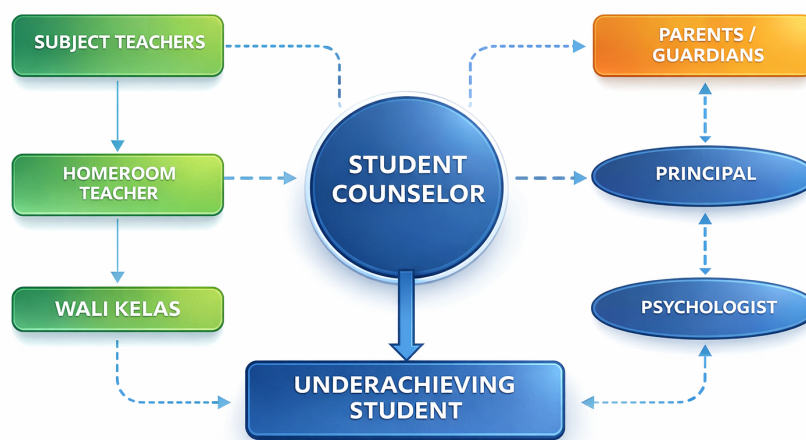 SUBJECT TEACHERS
PARENTS /
GUARDIANS
HOMEROOM
TEACHER
STUDENT
COUNSELOR
PRINCIPAL
WALI KELAS
PSYCHOLOGIST
UNDERACHIEVING
STUDENT